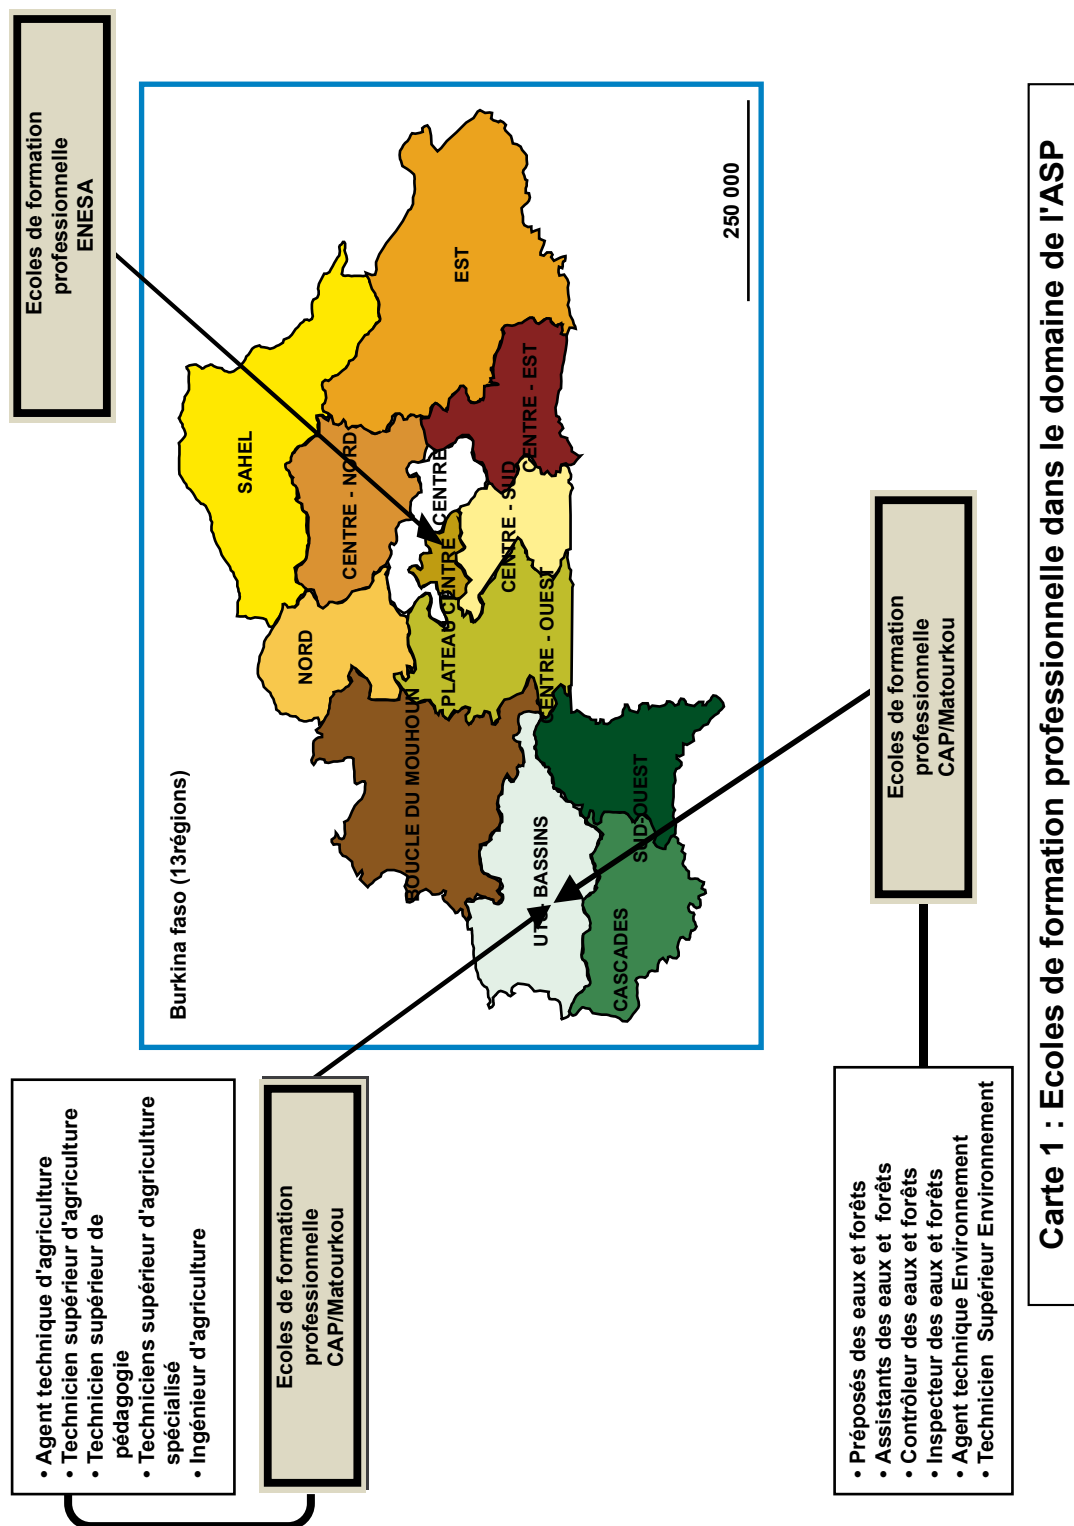 Ecoles de formation
professionnelle
ENESA
Burkina faso (13régions)
SAHEL
NORD
CENTRE - NORD
EST
BOUCLE DU MOUHOUN
PLATEAU CENTRE
CENTRE
CENTRE - SUD
CENTRE - EST
CENTRE - OUEST
BASSINS
SUD-OUEST
CASCADES
250 000
• Agent technique d'agriculture
• Technicien supérieur d'agriculture
• Technicien supérieur de
pédagogie
• Techniciens supérieur d'agriculture
spécialisé
• Ingénieur d'agriculture
Ecoles de formation
professionnelle
CAP/Matourkou
Ecoles de formation
professionnelle
CAP/Matourkou
• Préposés des eaux et forêts
• Assistants des eaux et forêts
• Contrôleur des eaux et forêts
• Inspecteur des eaux et forêts
• Agent technique Environnement
• Technicien Supérieur Environnement
Carte 1 : Ecoles de formation professionnelle dans le domaine de l'ASP